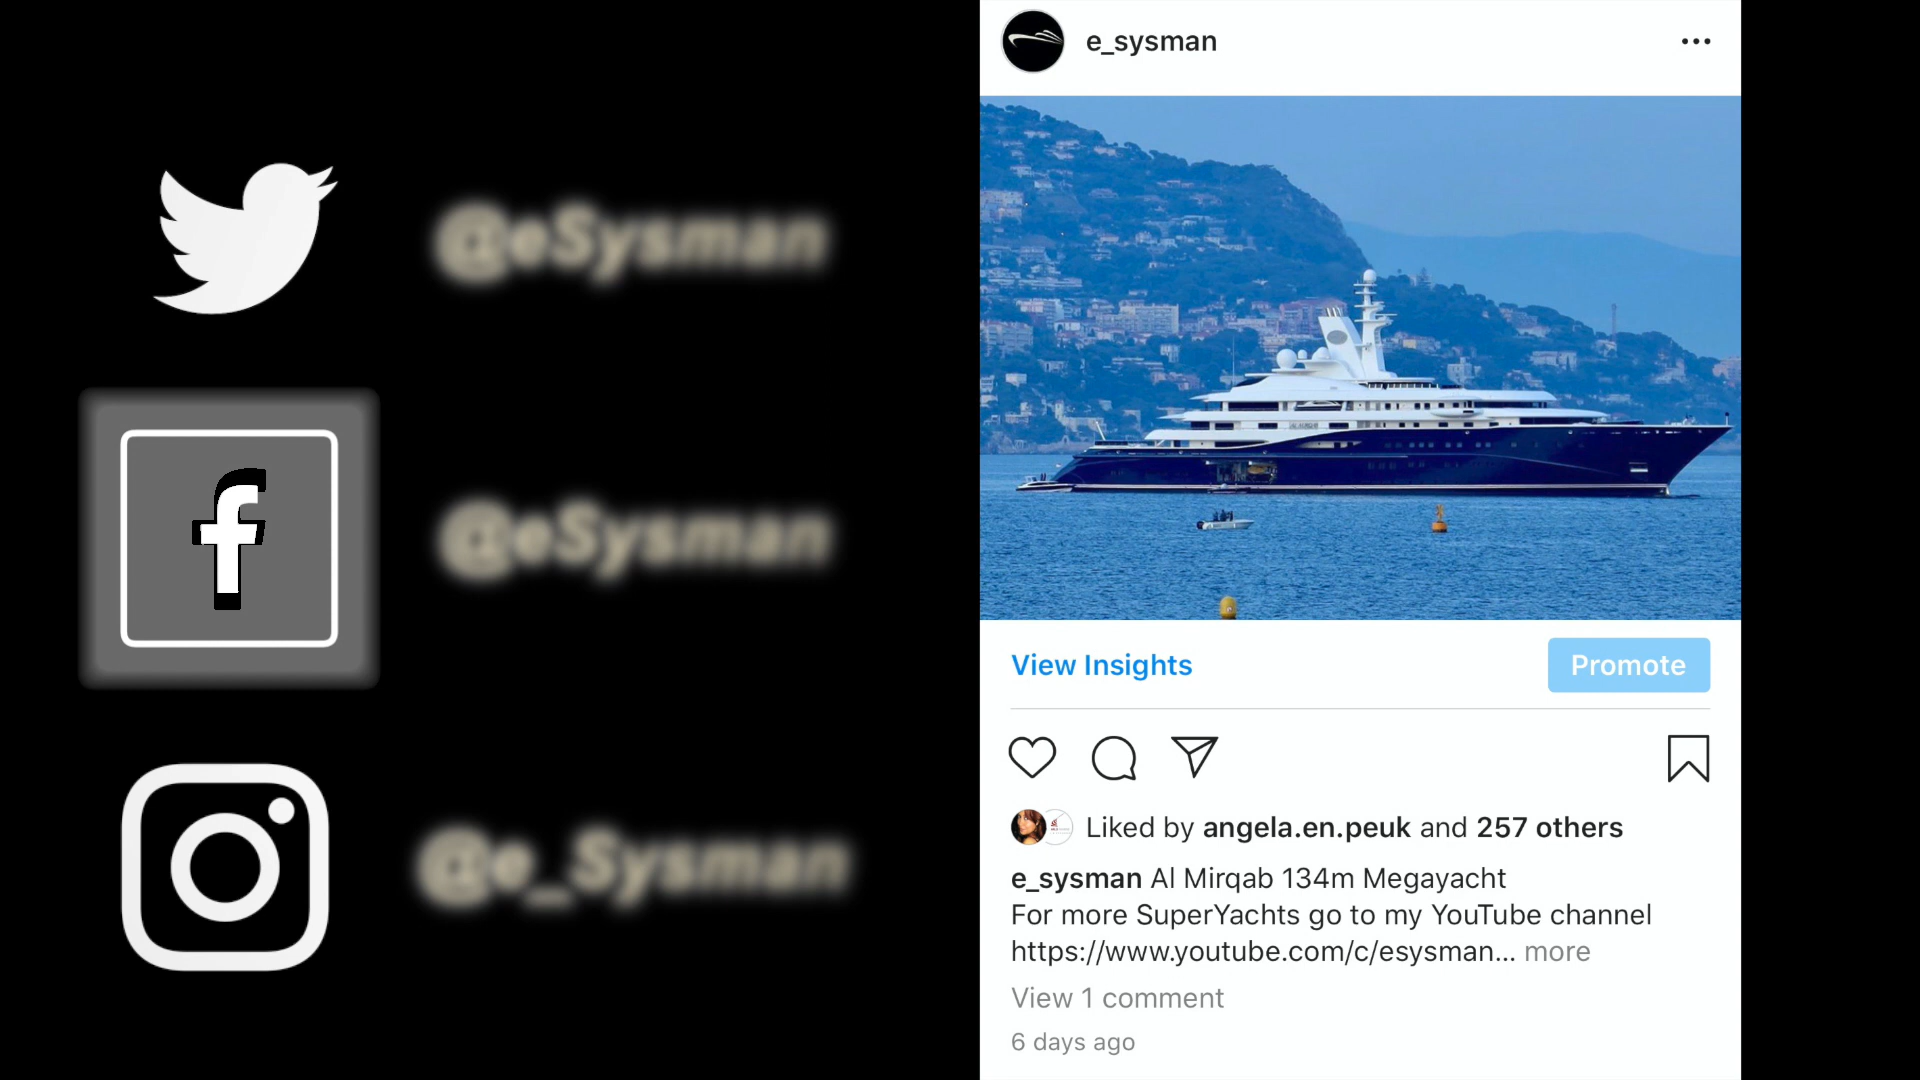 @eSysman
@eSysman
@e_Sysman
e_sysman
View Insights
Promote
Liked by angela.en.peuk and 257 others
e_sysman Al Mirqab 134m Megayacht
For more SuperYachts go to my YouTube channel
https://www.youtube.com/c/esysman... more
View 1 comment
6 days ago